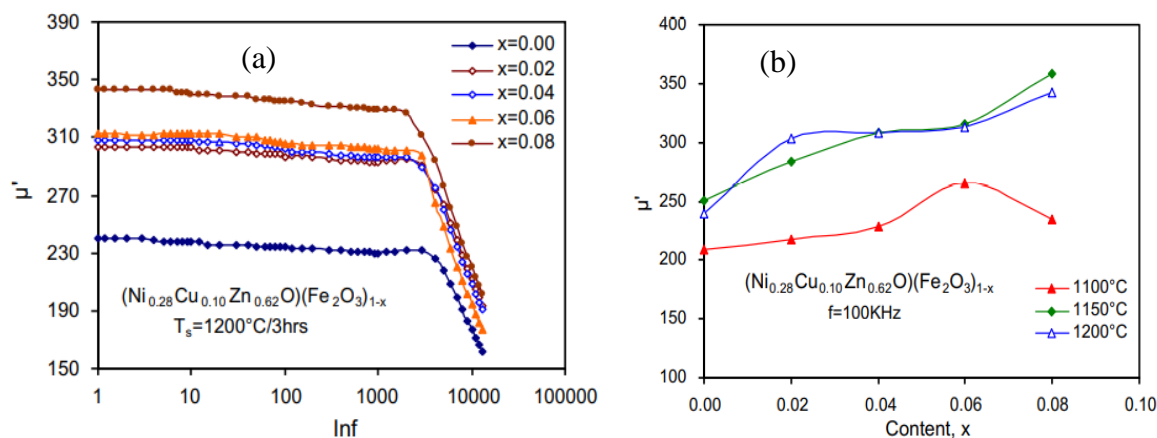 (a)
µ'
390
350
310
270
230
190
150
x=0.00
x=0.02
x=0.04
x=0.06
x=0.08
(Ni0.28Cu0.10Zn0.62O)(Fe2O3)1-x
Ts=1200°C/3hrs
1 10 100 1000 10000 100000
lnf
(b)
µ'
400
350
300
250
200
150
100
(Ni0.28Cu0.10Zn0.62O)(Fe2O3)1-x
f=100KHz
1100°C
1150°C
1200°C
0.00 0.02 0.04 0.06 0.08 0.10
Content, x